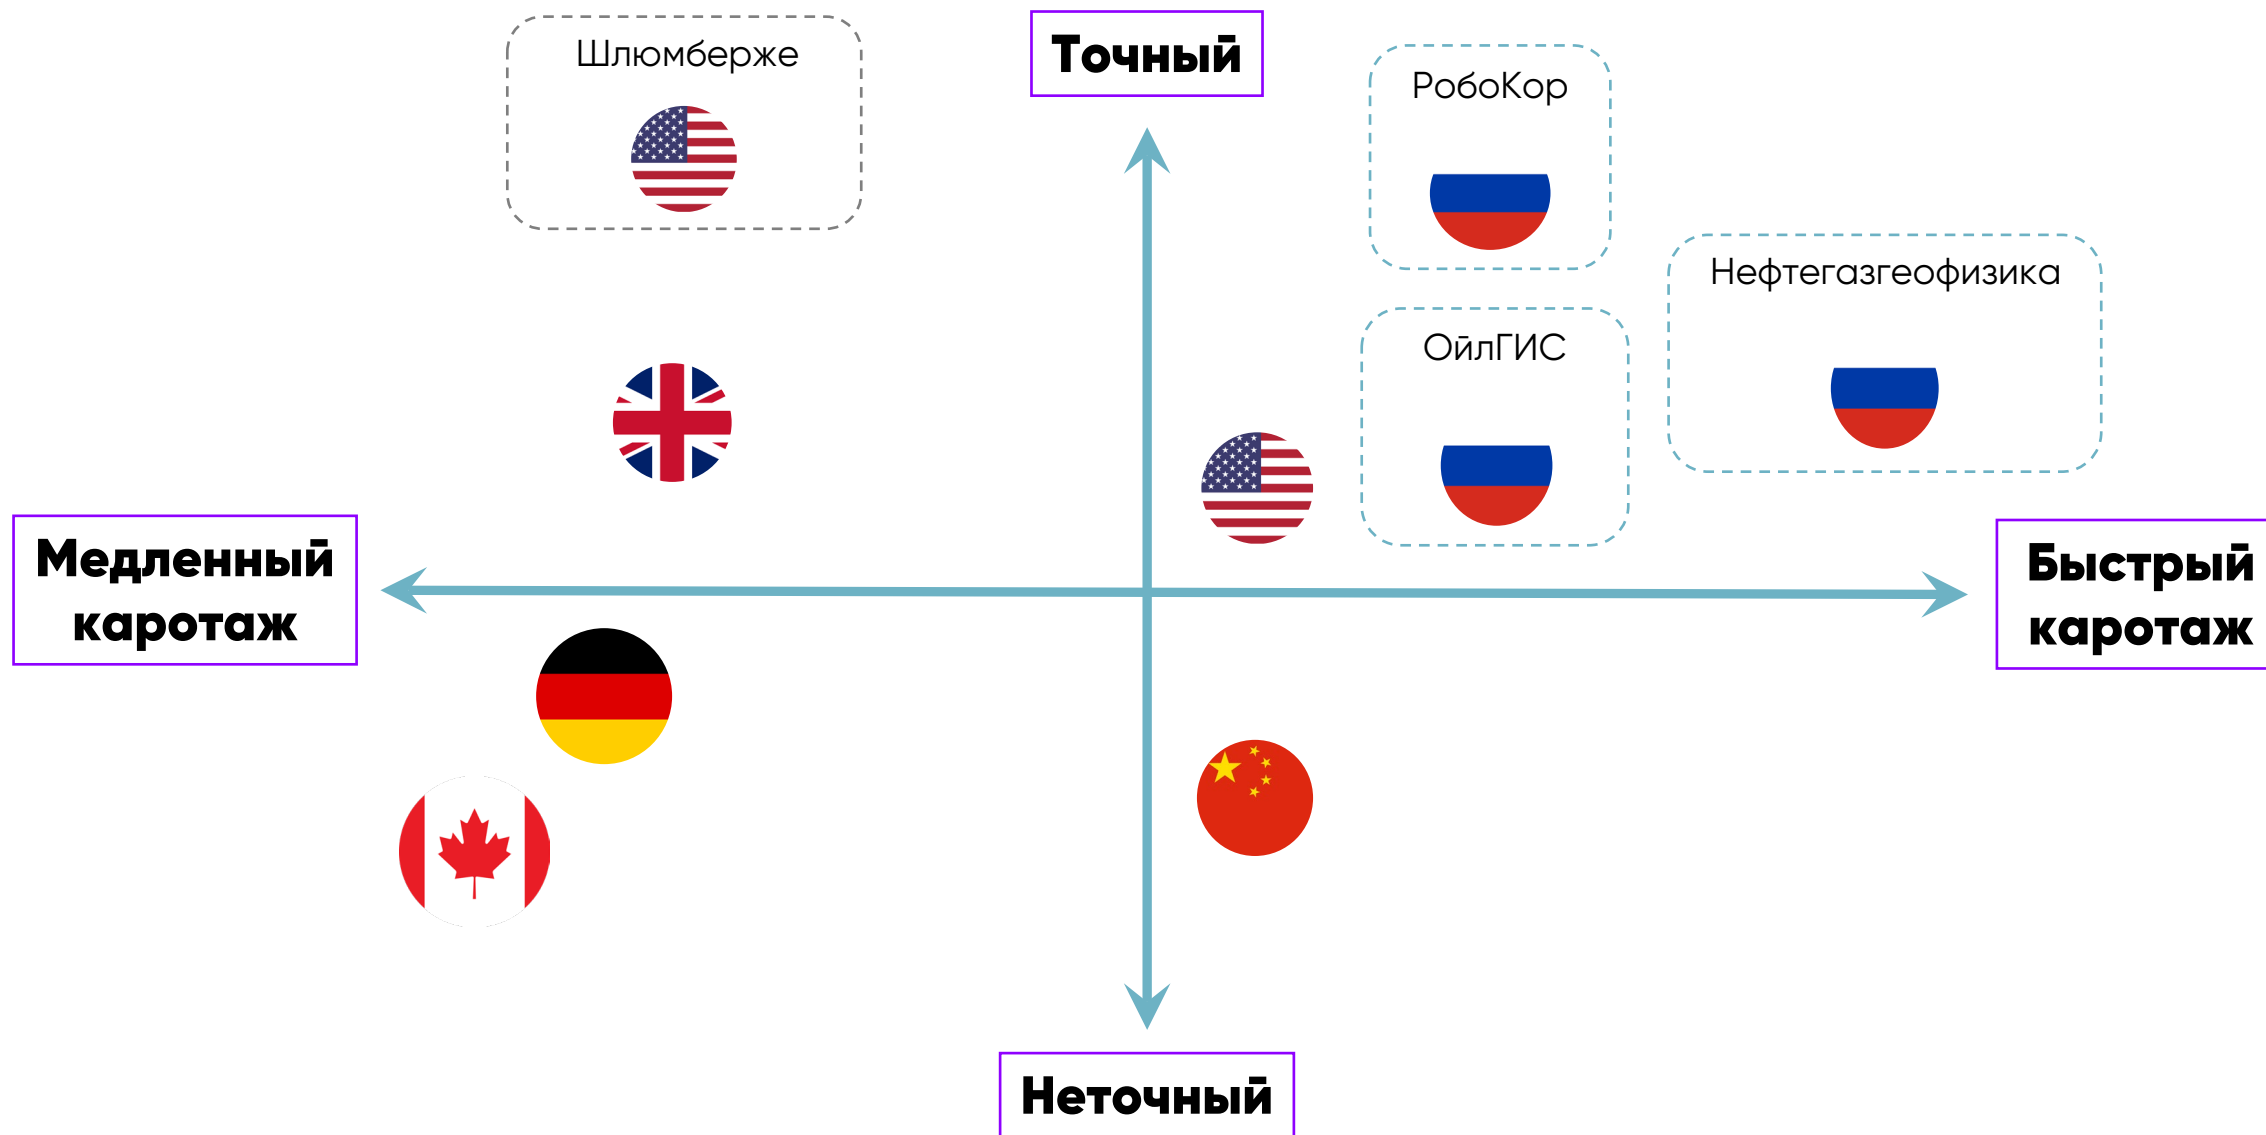 Шлюмберже
Точный
РобоКор
Нефтегазгеофизика
ОйлГИС
Медленный
каротаж
Быстрый
каротаж
Неточный